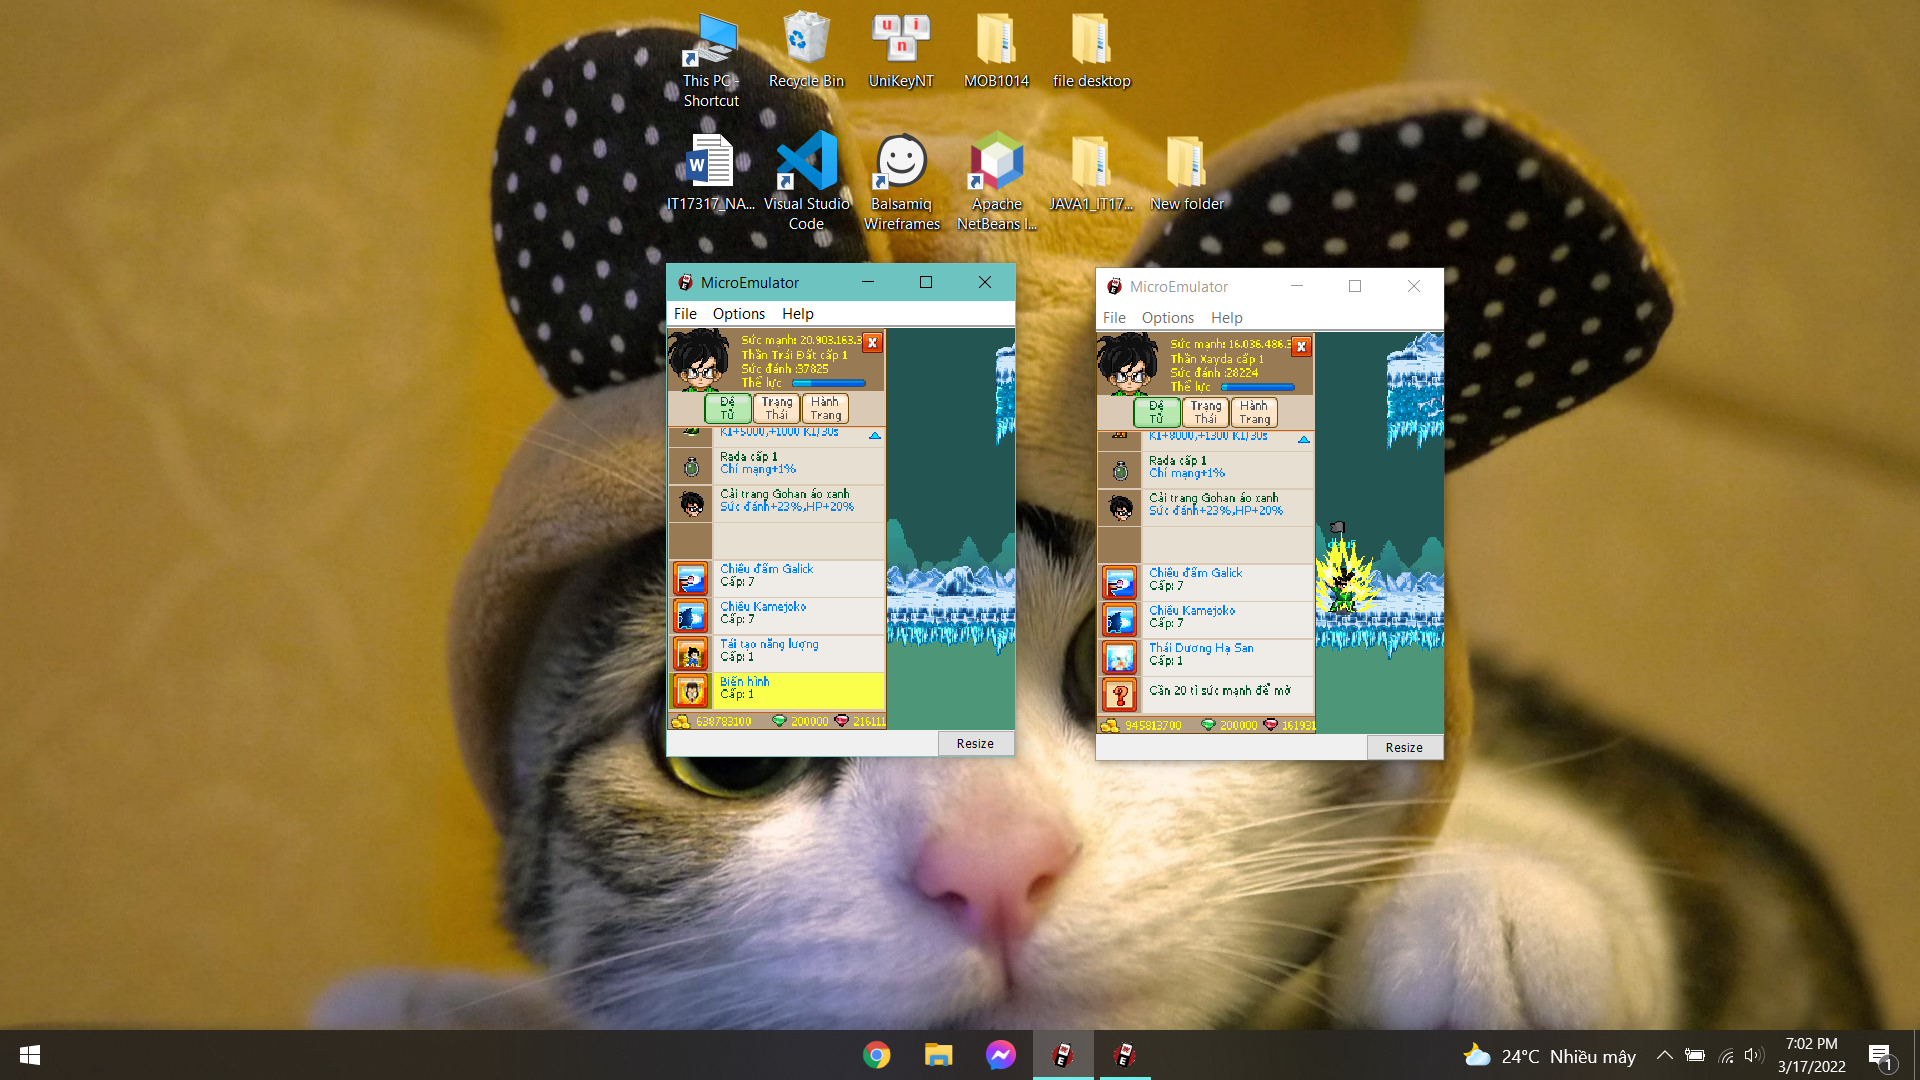 This PC - Shortcut
Recycle Bin
UniKeyNT
MOB1014
file desktop
IT17317_NA...
Visual Studio Code
Balsamiq Wireframes
Apache NetBeans I...
JAVA1_IT17...
New folder
MicroEmulator
File Options Help
Sức mạnh: 20.903.163.3
Thần Trái Đất cấp 1
Sức đánh :37825
Thể lực
Đệ Tử
Trạng Thái
Hành Trang
KI+5000,+1000 KI/30s
Rada cấp 1
Chí mạng+1%
Cải trang Gohan áo xanh
Sức đánh+23%,HP+20%
Chiêu đấm Galick
Cấp: 7
Chiêu Kamejoko
Cấp: 7
Tái tạo năng lượng
Cấp: 1
Biến hình
Cấp: 1
638783100 200000 216111
Resize
MicroEmulator
File Options Help
Sức mạnh: 16.036.486.3
Thần Xayda cấp 1
Sức đánh :28224
Thể lực
Đệ Tử
Trạng Thái
Hành Trang
KI+8000,+1300 KI/30s
Rada cấp 1
Chí mạng+1%
Cải trang Gohan áo xanh
Sức đánh+23%,HP+20%
Chiêu đấm Galick
Cấp: 7
Chiêu Kamejoko
Cấp: 7
Thái Dương Hạ San
Cấp: 1
Cần 20 tỉ sức mạnh để mở
945813700 200000 161931
Resize
24°C Nhiều mây
7:02 PM
3/17/2022
1